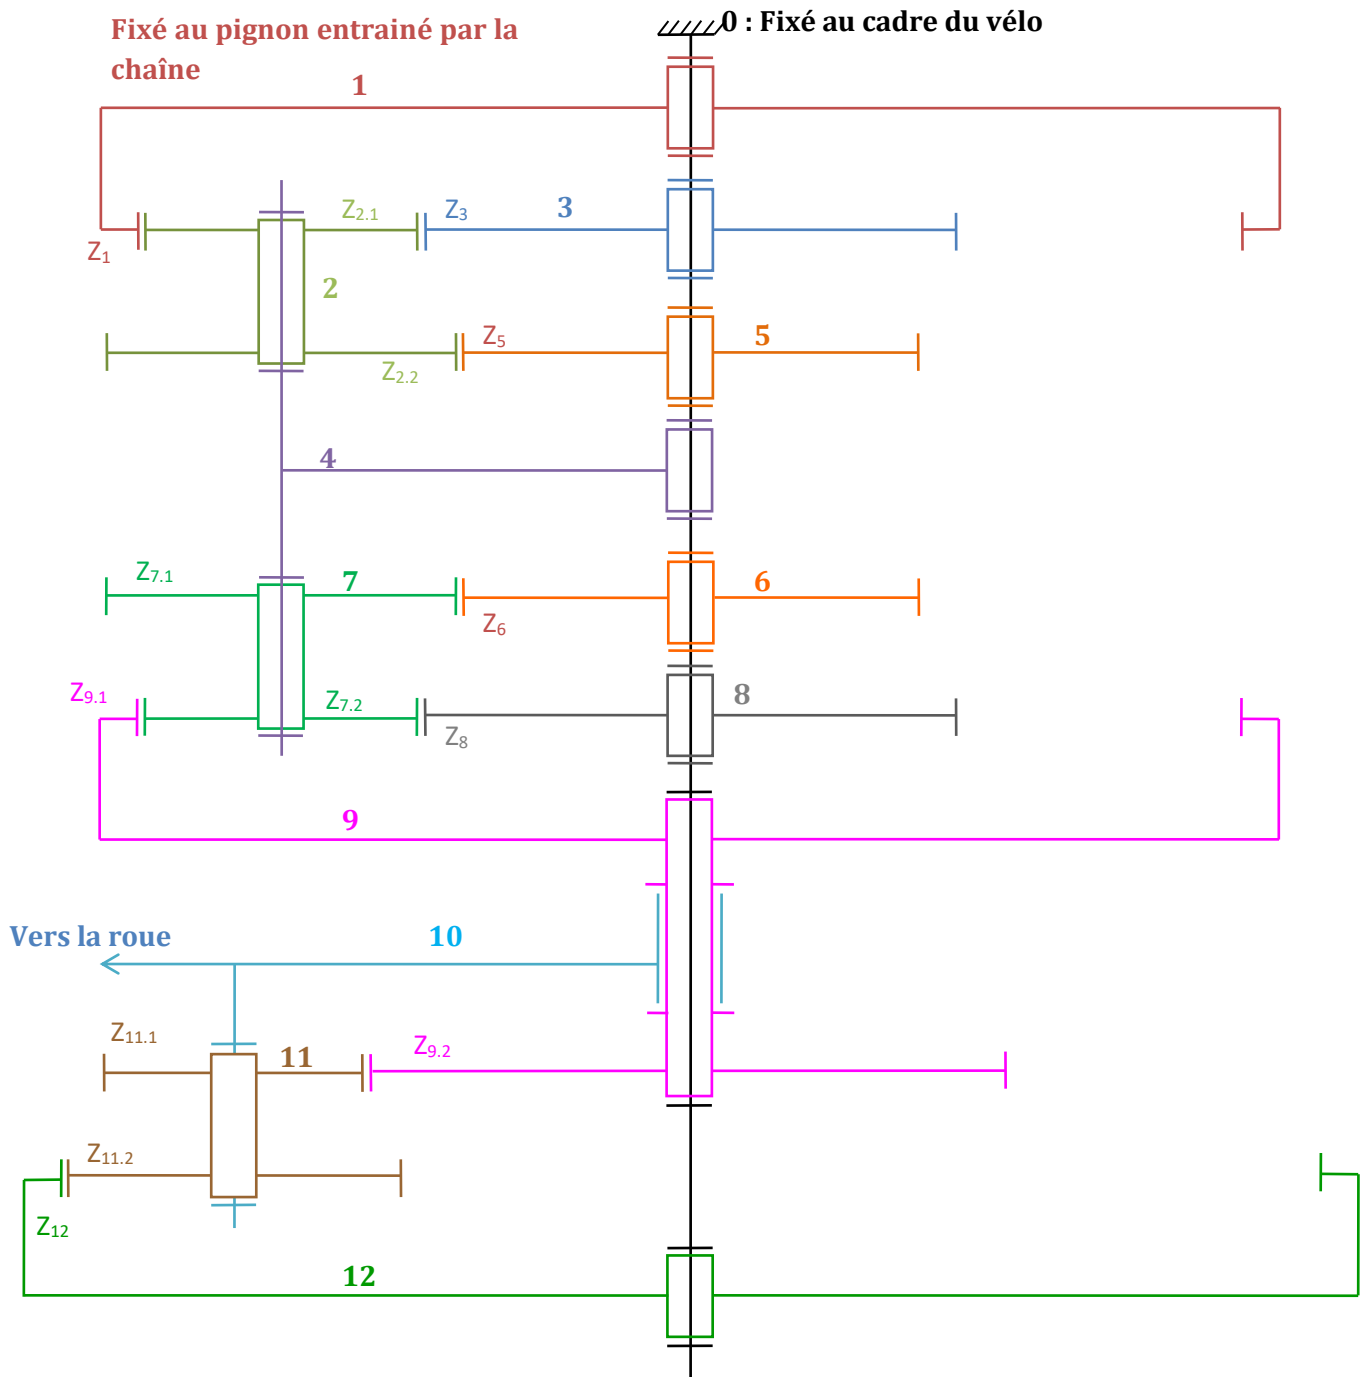 0 : Fixé au cadre du vélo
Fixé au pignon entrainé par la
chaîne
1
Z2.1
Z3
3
Z1
2
Z5
5
Z2.2
4
Z7.1
7
6
Z6
Z9.1
Z7.2
8
Z8
9
Vers la roue
10
Z11.1
11
Z9.2
Z11.2
Z12
12